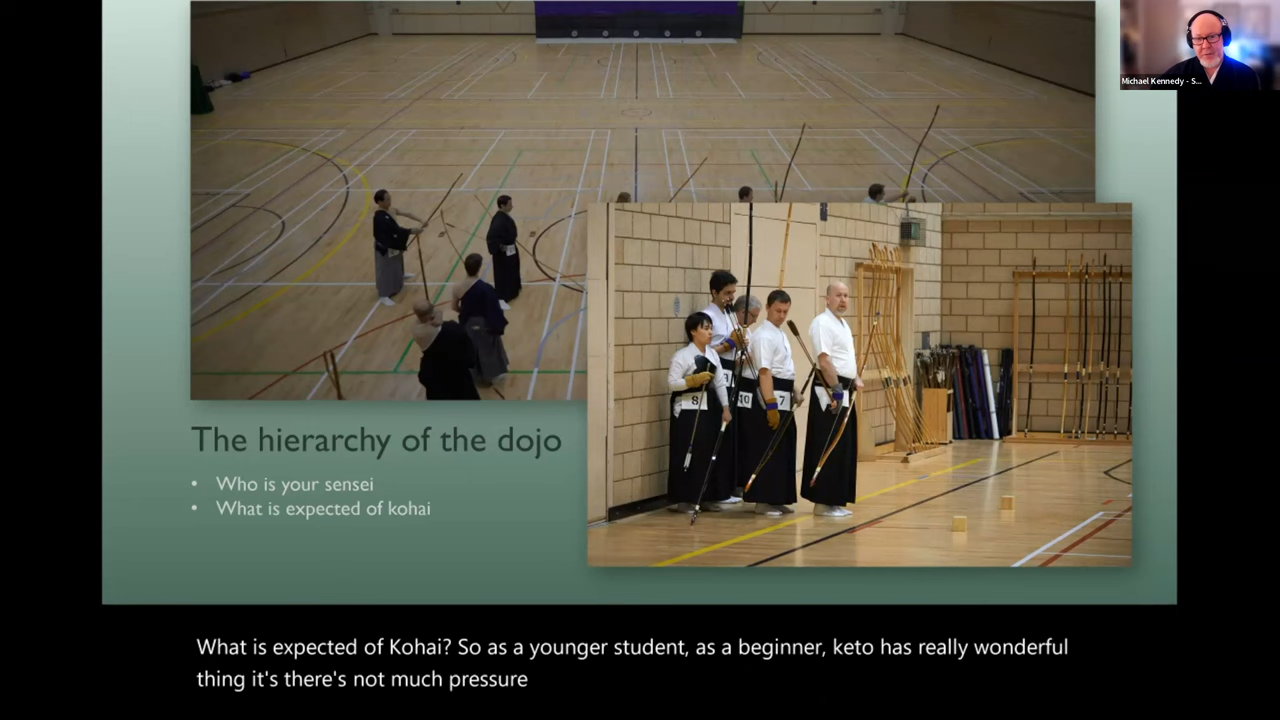 Michael Kennedy - S...
8
10
7
The hierarchy of the dojo
• Who is your sensei
• What is expected of kohai
What is expected of Kohai? So as a younger student, as a beginner, keto has really wonderful
thing it's there's not much pressure